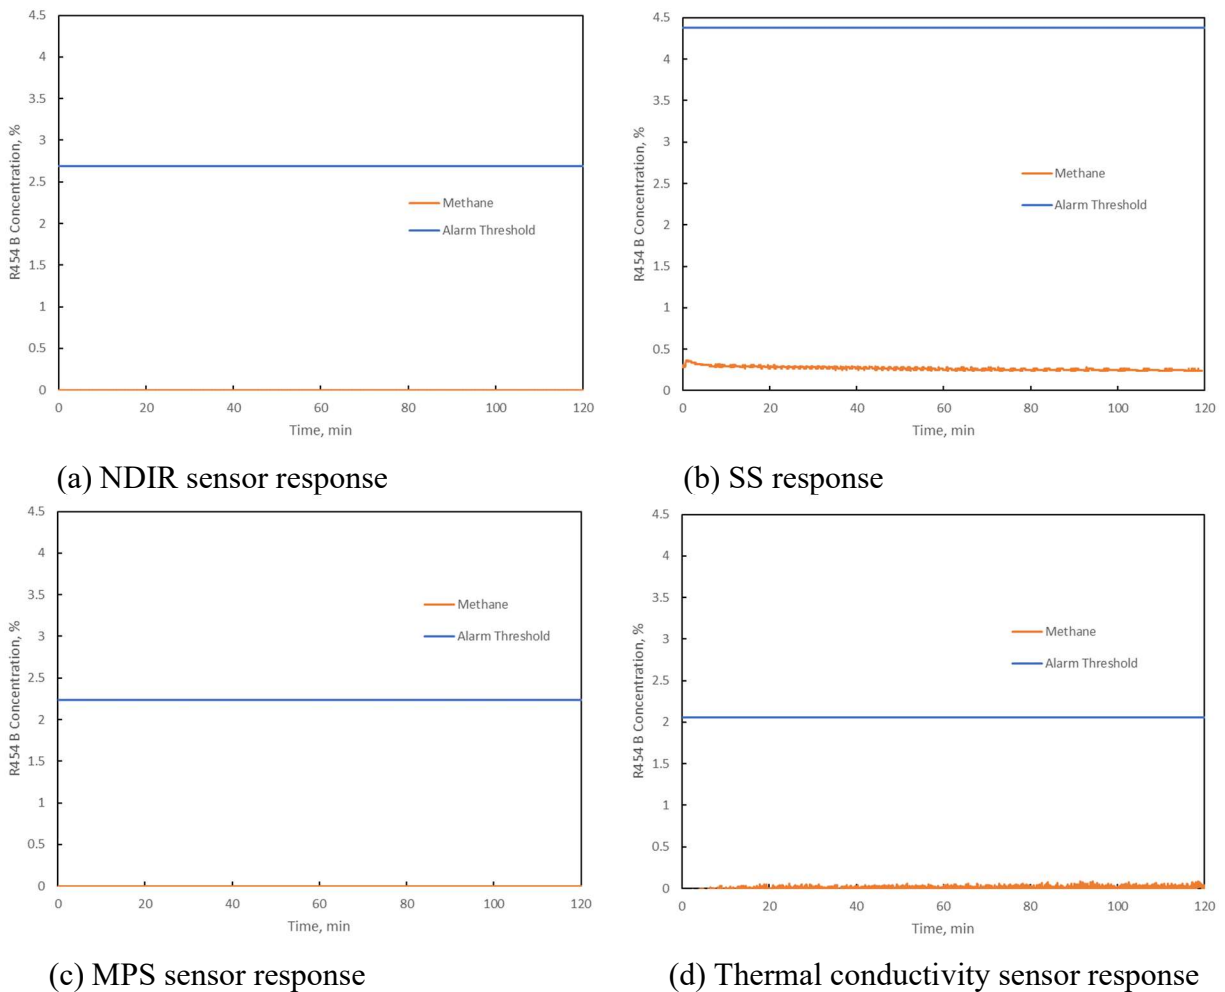 4.5
4
3.5
3
2.5
2
1.5
1
0.5
0
R454 B Concentration, %
Methane
Alarm Threshold
0 20 40 60 80 100 120
Time, min
(a) NDIR sensor response
4.5
4
3.5
3
2.5
2
1.5
1
0.5
0
R454 B Concentration, %
Methane
Alarm Threshold
0 20 40 60 80 100 120
Time, min
(b) SS response
4.5
4
3.5
3
2.5
2
1.5
1
0.5
0
R454 B Concentration, %
Methane
Alarm Threshold
0 20 40 60 80 100 120
Time, min
(c) MPS sensor response
4.5
4
3.5
3
2.5
2
1.5
1
0.5
0
R454 B Concentration, %
Methane
Alarm Threshold
0 20 40 60 80 100 120
Time, min
(d) Thermal conductivity sensor response